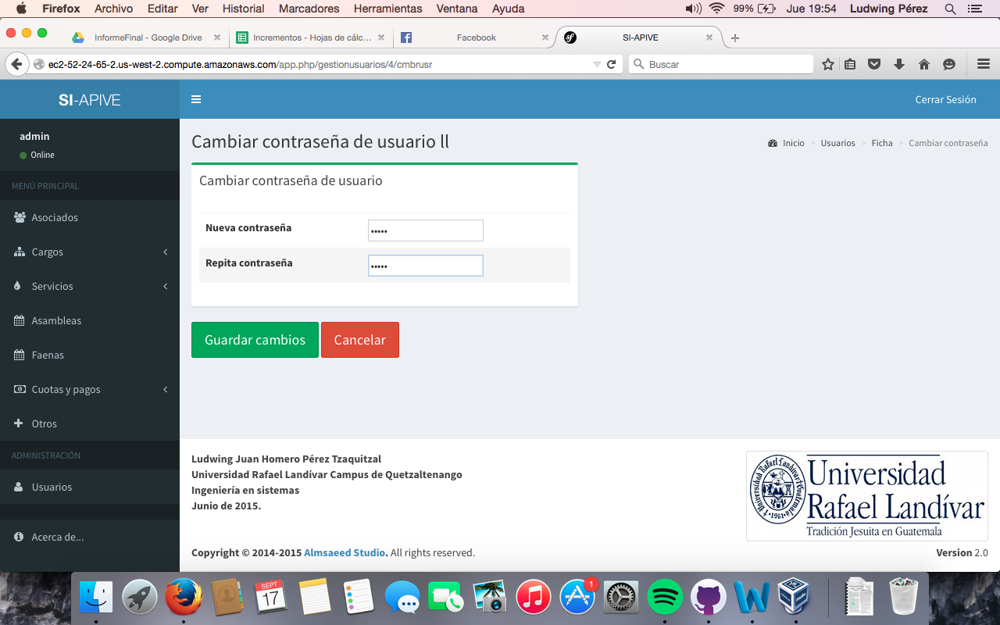 Firefox Archivo Editar Ver Historial Marcadores Herramientas Ventana Ayuda 99% Jue 19:54 Ludwing Pérez
InformeFinal - Google Drive Incrementos - Hojas de cálc... Facebook SI-APIVE
ec2-52-24-65-2.us-west-2.compute.amazonaws.com/app.php/gestionusuarios/4/cmbrusr Buscar
SI-APIVE Cerrar Sesión
admin
Online
MENÚ PRINCIPAL
Asociados
Cargos
Servicios
Asambleas
Faenas
Cuotas y pagos
Otros
ADMINISTRACIÓN
Usuarios
Acerca de...
Cambiar contraseña de usuario ll
Inicio > Usuarios > Ficha > Cambiar contraseña
Cambiar contraseña de usuario
Nueva contraseña •••••
Repita contraseña •••••
Guardar cambios Cancelar
Ludwing Juan Homero Pérez Tzaquitzal
Universidad Rafael Landívar Campus de Quetzaltenango
Ingeniería en sistemas
Junio de 2015.
Universidad
Rafael Landívar
Tradición Jesuita en Guatemala
Copyright © 2014-2015 Almsaeed Studio. All rights reserved.
Version 2.0
SEPT
17
1